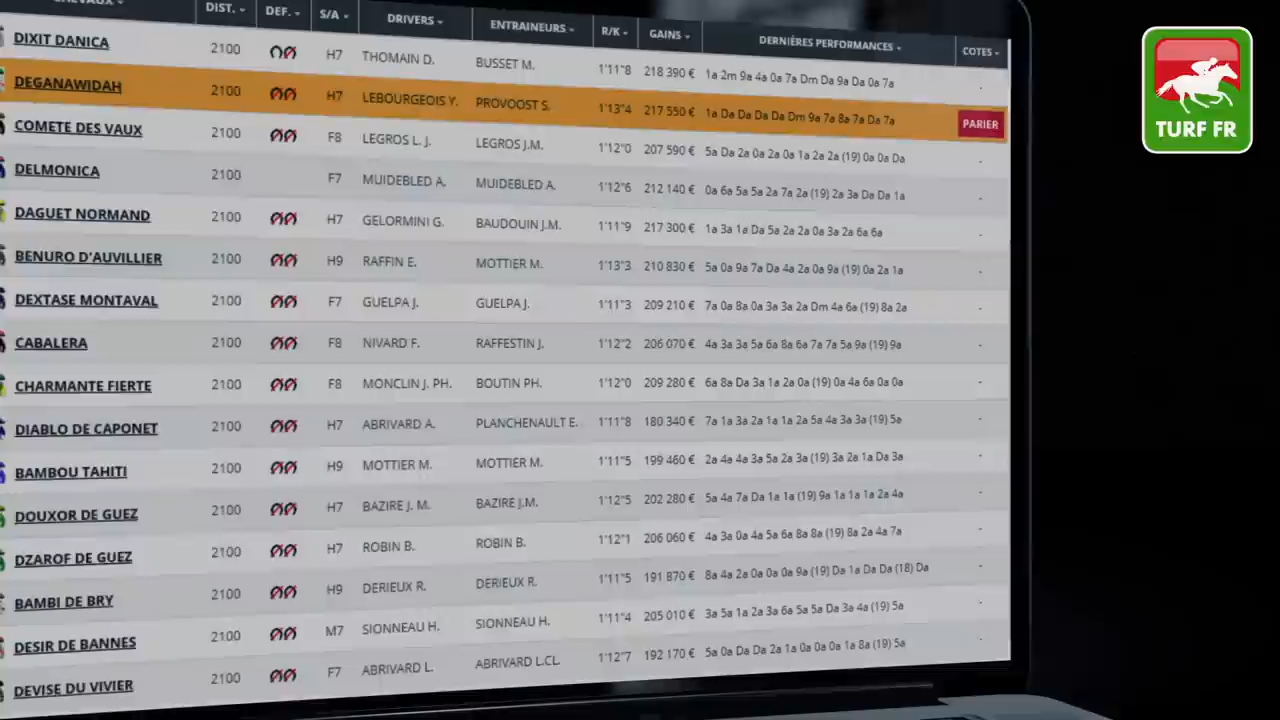 CHEVAUX DIST. DEF. S/A DRIVERS ENTRAINEURS R/K GAINS DERNIÈRES PERFORMANCES COTES
DIXIT DANICA 2100 H7 THOMAIN D. BUSSET M. 1'11"8 218 390 € 1a 2m 9a 4a 0a 7a Dm Da 9a Da 0a 7a -
DEGANAWIDAH 2100 H7 LEBOURGEOIS Y. PROVOOST S. 1'13"4 217 550 € 1a Da Da Da Da Dm 9a 7a 8a 7a Da 7a PARIER
COMETE DES VAUX 2100 F8 LEGROS L. J. LEGROS J.M. 1'12"0 207 590 € 5a Da 2a 0a 2a 0a 1a 2a 2a (19) 0a 0a Da -
DELMONICA 2100 F7 MUIDEBLED A. MUIDEBLED A. 1'12"6 212 140 € 0a 6a 5a 5a 2a 7a 2a (19) 2a 3a Da Da 1a -
DAGUET NORMAND 2100 H7 GELORMINI G. BAUDOUIN J.M. 1'11"9 217 300 € 1a 3a 1a Da 5a 2a 2a 0a 3a 2a 6a 6a -
BENURO D'AUVILLIER 2100 H9 RAFFIN E. MOTTIER M. 1'13"3 210 830 € 5a 0a 9a 7a Da 4a 2a 0a 9a (19) 0a 2a 1a -
DEXTASE MONTAVAL 2100 F7 GUELPA J. GUELPA J. 1'11"3 209 210 € 7a 0a 8a 0a 3a 3a 2a Dm 4a 6a (19) 8a 2a -
CABALERA 2100 F8 NIVARD F. RAFFESTIN J. 1'12"2 206 070 € 4a 3a 3a 5a 6a 8a 6a 7a 7a 5a 9a (19) 9a -
CHARMANTE FIERTE 2100 F8 MONCLIN J. PH. BOUTIN PH. 1'12"0 209 280 € 6a 8a Da 3a 1a 2a 0a (19) 0a 4a 6a 0a 0a -
DIABLO DE CAPONET 2100 H7 ABRIVARD A. PLANCHENAULT E. 1'11"8 180 340 € 7a 1a 3a 2a 1a 1a 2a 5a 4a 3a 3a (19) 5a -
BAMBOU TAHITI 2100 H9 MOTTIER M. MOTTIER M. 1'11"5 199 460 € 2a 4a 4a 3a 5a 2a 3a (19) 3a 2a 1a Da 3a -
DOUXOR DE GUEZ 2100 H7 BAZIRE J. M. BAZIRE J.M. 1'12"5 202 280 € 5a 4a 7a Da 1a 1a (19) 9a 1a 1a 1a 2a 4a -
DZAROF DE GUEZ 2100 H7 ROBIN B. ROBIN B. 1'12"1 206 060 € 4a 3a 0a 4a 5a 6a 8a 8a (19) 8a 2a 4a 7a -
BAMBI DE BRY 2100 H9 DERIEUX R. DERIEUX R. 1'11"5 191 870 € 8a 4a 2a 0a 0a 0a 9a (19) Da 1a Da Da (18) Da -
DESIR DE BANNES 2100 M7 SIONNEAU H. SIONNEAU H. 1'11"4 205 010 € 3a 5a 1a 2a 3a 6a 5a 5a Da 3a 4a (19) 5a -
DEVISE DU VIVIER 2100 F7 ABRIVARD L. ABRIVARD L.CL. 1'12"7 192 170 € 5a 0a Da Da 2a 1a 0a 0a 0a 1a 8a (19) 5a -
TURF FR